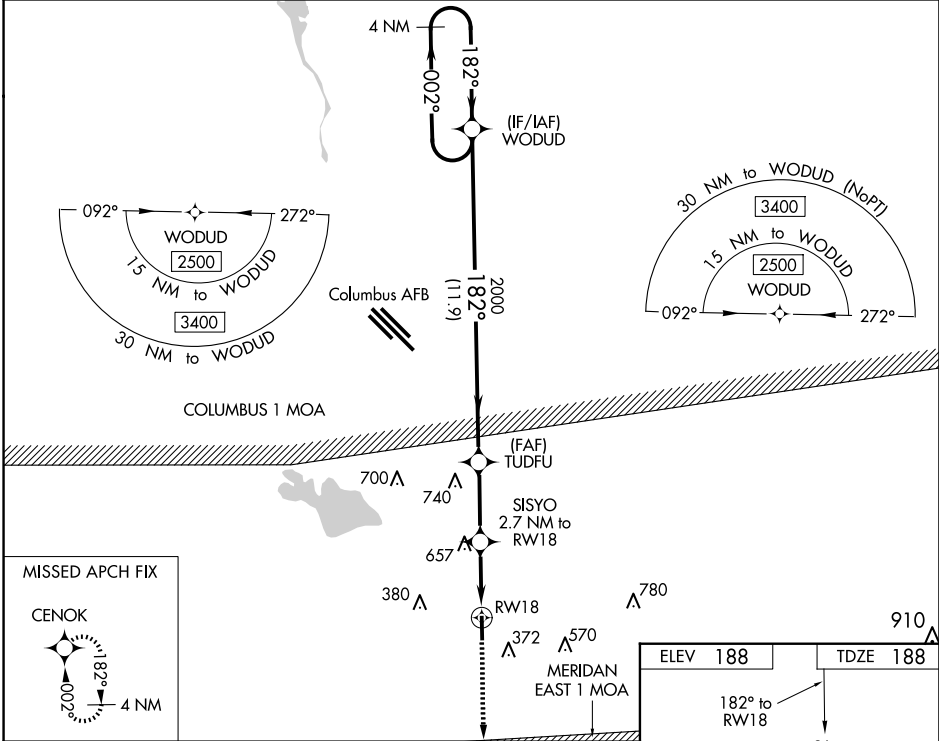 4 NM
182°
002°
(IF/IAF)
WODUD
092°
272°
WODUD
2500
15 NM to WODUD
3400
30 NM to WODUD
30 NM to WODUD (NoPT)
3400
15 NM to WODUD
2500
WODUD
092°
272°
Columbus AFB
2000
182°
(11.9)
COLUMBUS 1 MOA
(FAF)
TUDFU
700
740
SISYO
2.7 NM to
RW18
657
380
RW18
780
372
570
910
MERIDAN
EAST 1 MOA
MISSED APCH FIX
CENOK
182°
002°
4 NM
ELEV 188
TDZE 188
182° to
RW18